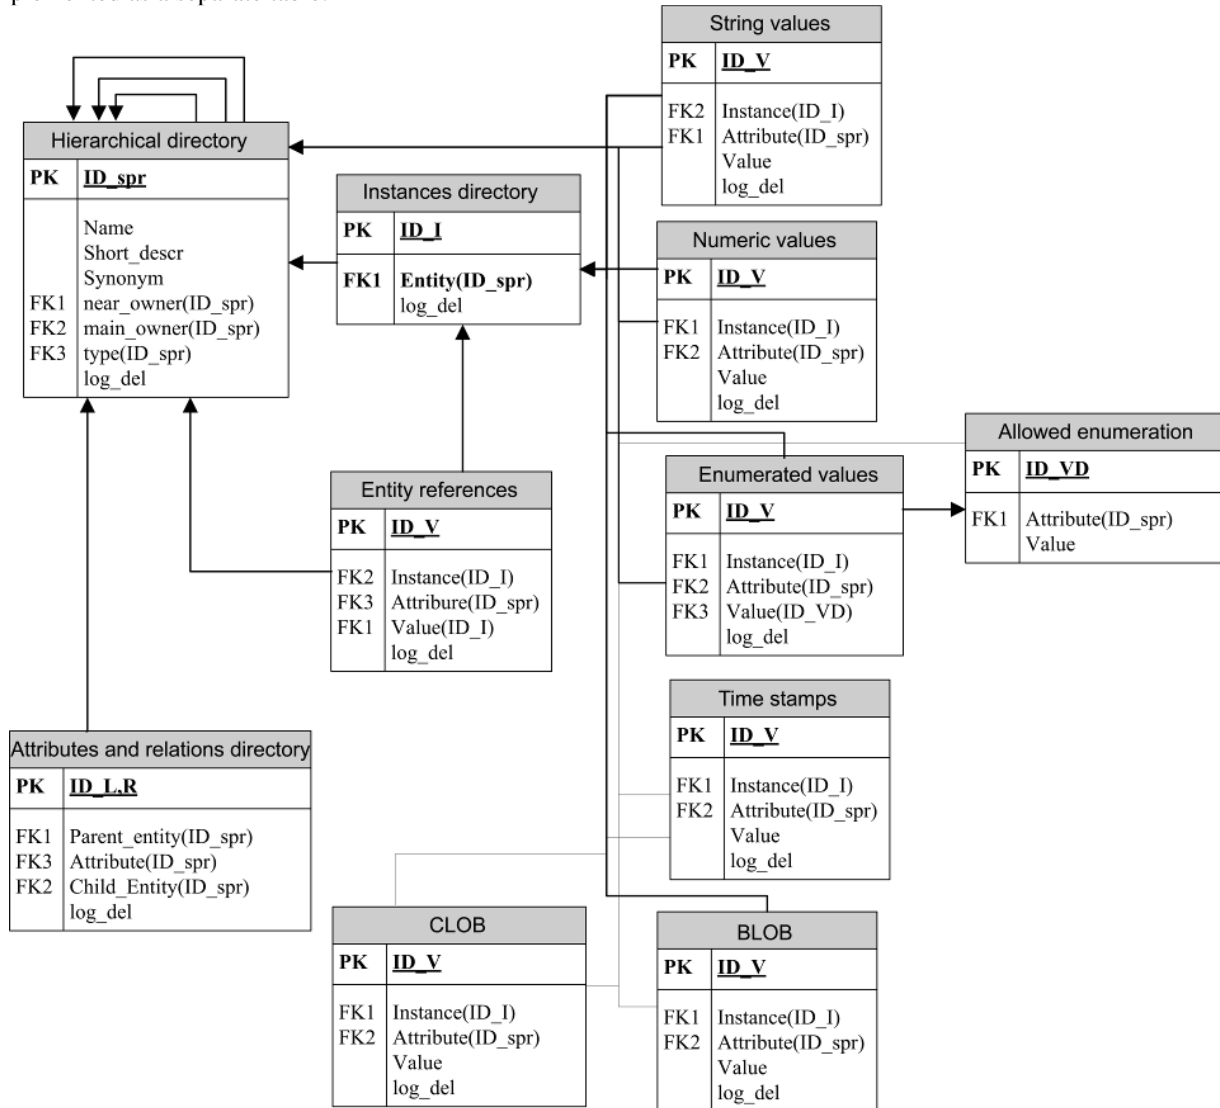 String values
PK ID_V
FK2 Instance(ID_I)
FK1 Attribute(ID_spr)
Value
log_del
Hierarchical directory
PK ID_spr
Name
Short_descr
Synonym
FK1 near_owner(ID_spr)
FK2 main_owner(ID_spr)
FK3 type(ID_spr)
log_del
Instances directory
PK ID_I
FK1 Entity(ID_spr)
log_del
Numeric values
PK ID_V
FK1 Instance(ID_I)
FK2 Attribute(ID_spr)
Value
log_del
Allowed enumeration
PK ID_VD
FK1 Attribute(ID_spr)
Value
Entity references
PK ID_V
FK2 Instance(ID_I)
FK3 Attribure(ID_spr)
FK1 Value(ID_I)
log_del
Enumerated values
PK ID_V
FK1 Instance(ID_I)
FK2 Attribute(ID_spr)
FK3 Value(ID_VD)
log_del
Time stamps
PK ID_V
FK1 Instance(ID_I)
FK2 Attribute(ID_spr)
Value
log_del
Attributes and relations directory
PK ID_L,R
FK1 Parent_entity(ID_spr)
FK3 Attribute(ID_spr)
FK2 Child_Entity(ID_spr)
log_del
CLOB
PK ID_V
FK1 Instance(ID_I)
FK2 Attribute(ID_spr)
Value
log_del
BLOB
PK ID_V
FK1 Instance(ID_I)
FK2 Attribute(ID_spr)
Value
log_del